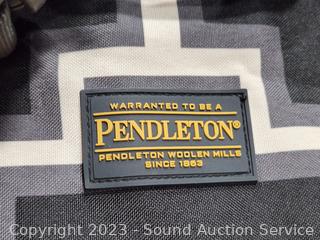 WARRANTED TO BE A
PENDLETON®
PENDLETON WOOLEN MILLS
SINCE 1863
Copyright 2023 - Sound Auction Service